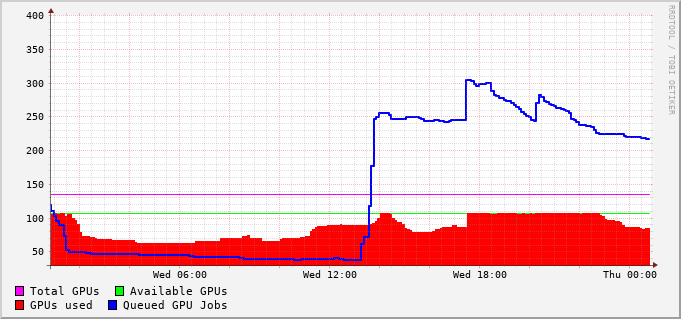 400
350
300
250
200
150
100
50
Wed 06:00 Wed 12:00 Wed 18:00 Thu 00:00
Total GPUs Available GPUs
GPUs used Queued GPU Jobs
RRDTOOL / TOBI OETIKER